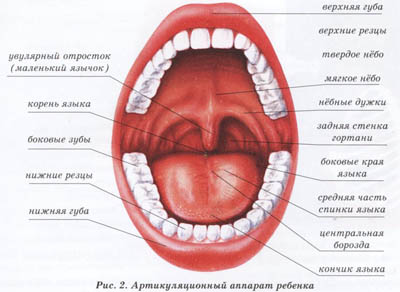 верхняя губа
верхние резцы
твердое нёбо
мягкое нёбо
нёбные дужки
задняя стенка
гортани
боковые края
языка
средняя часть
спинки языка
центральная
борозда
кончик языка
увулярный отросток
(маленький язычок)
корень языка
боковые зубы
нижние резцы
нижняя губа
Рис. 2. Артикуляционный аппарат ребенка